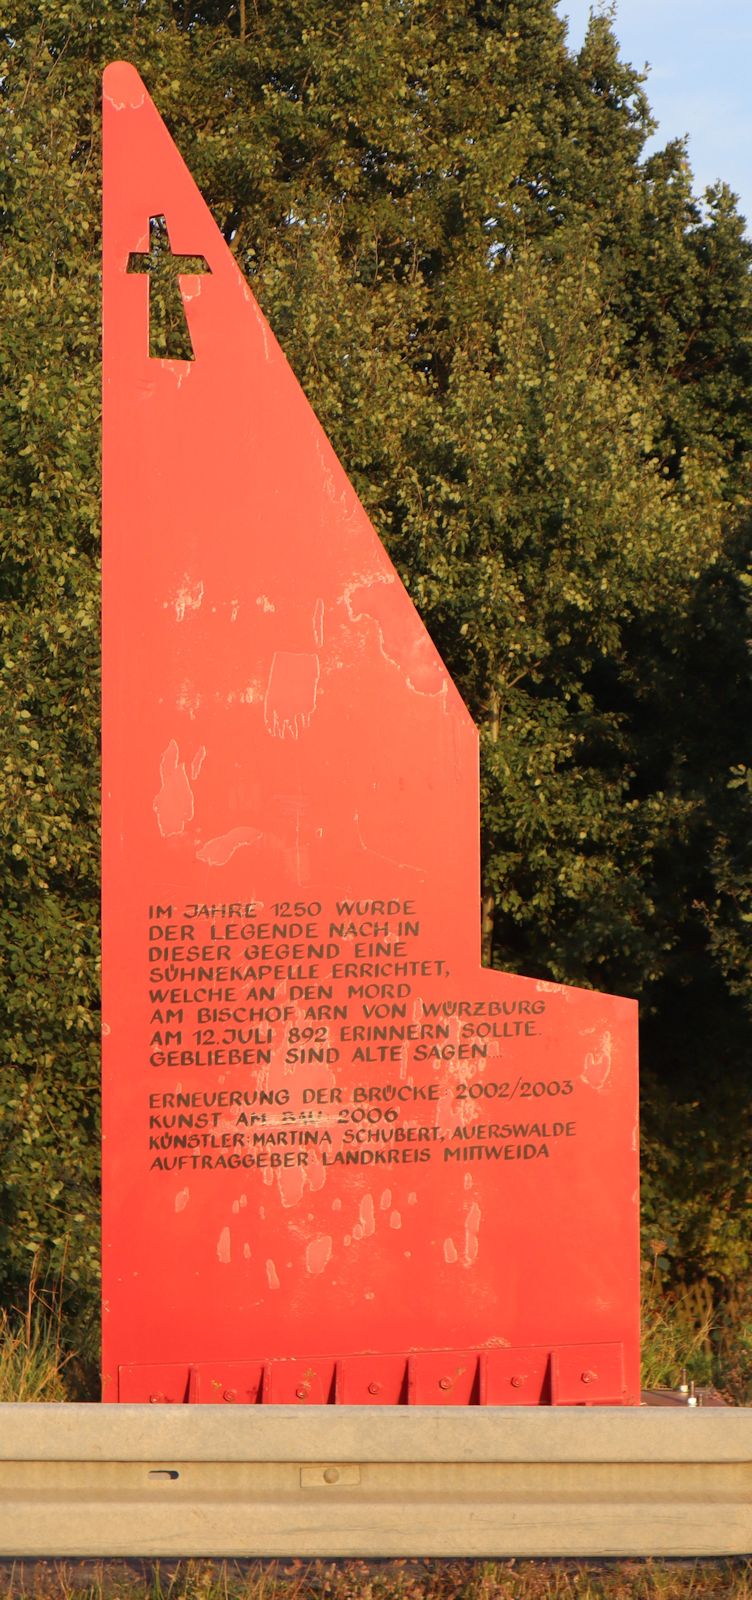 IM JAHRE 1250 WURDE
DER LEGENDE NACH IN
DIESER GEGEND EINE
SÜHNEKAPELLE ERRICHTET,
WELCHE AN DEN MORD
AM BISCHOF ARN VON WÜRZBURG
AM 12. JULI 892 ERINNERN SOLLTE.
GEBLIEBEN SIND ALTE SAGEN...
ERNEUERUNG DER BRÜCKE: 2002/2003
KUNST AM BAU 2006
KÜNSTLER: MARTINA SCHUBERT, AUERSWALDE
AUFTRAGGEBER LANDKREIS MITTWEIDA